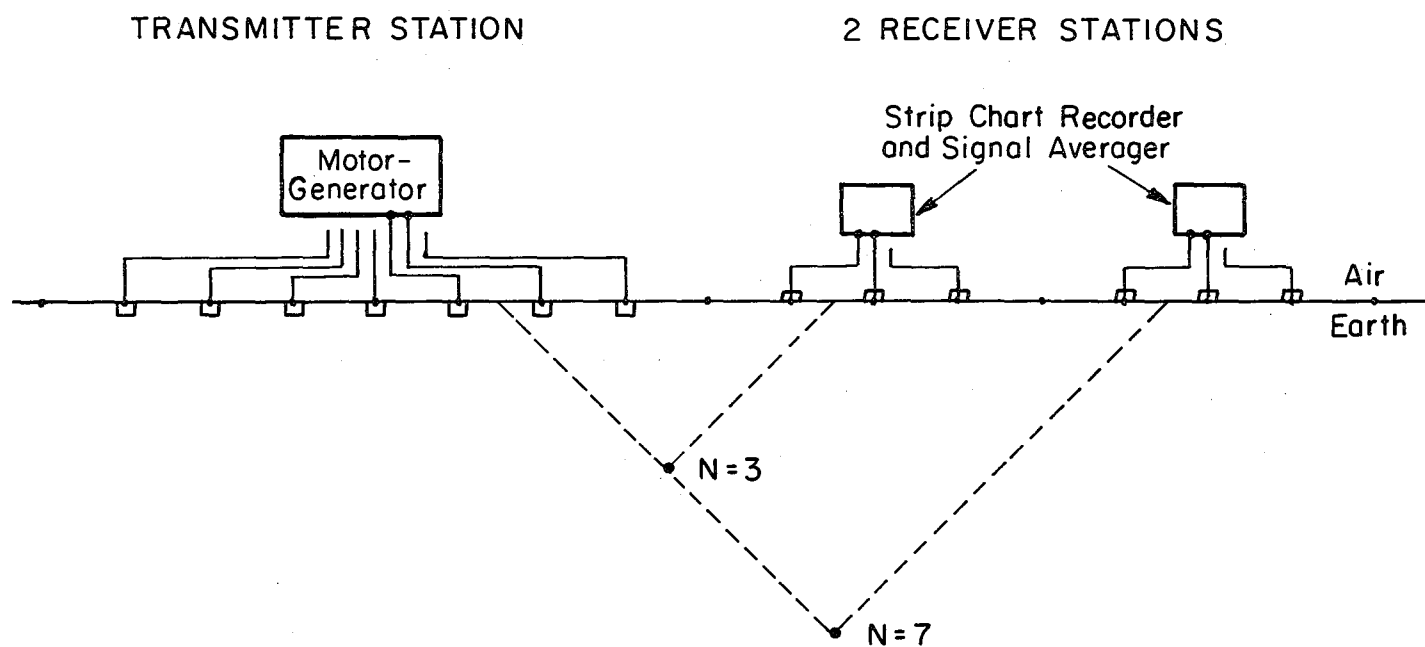 TRANSMITTER STATION
2 RECEIVER STATIONS
Strip Chart Recorder
and Signal Averager
Motor-
Generator
Air
Earth
N=3
N=7